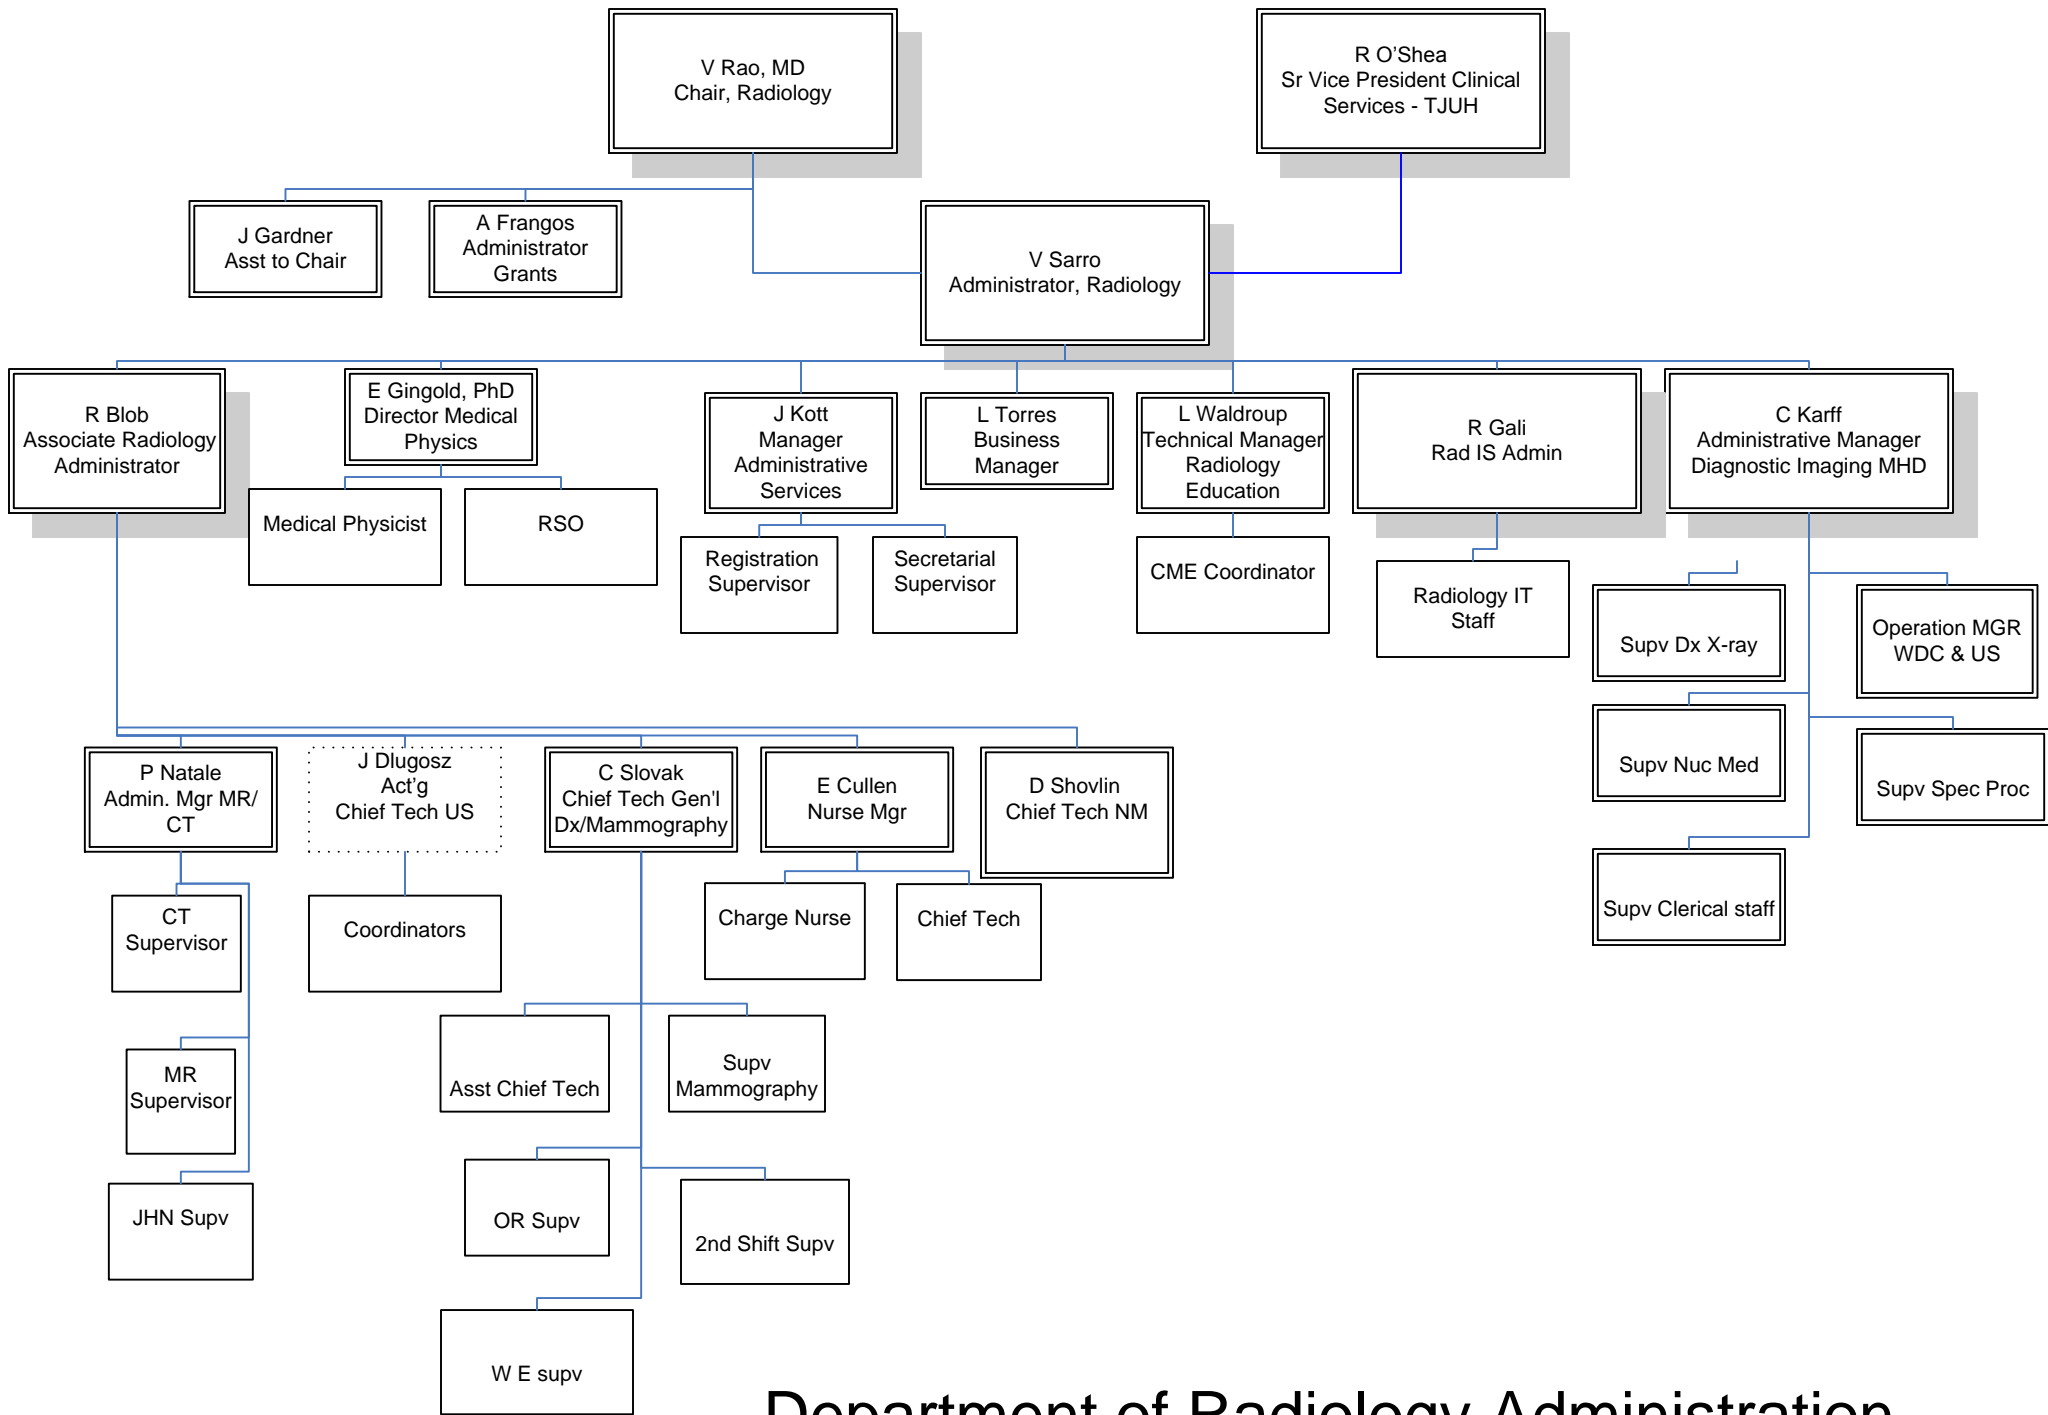 V Rao, MD
Chair, Radiology
R O’Shea
Sr Vice President Clinical
Services - TJUH
J Gardner
Asst to Chair
A Frangos
Administrator
Grants
V Sarro
Administrator, Radiology
R Blob
Associate Radiology
Administrator
E Gingold, PhD
Director Medical
Physics
J Kott
Manager
Administrative
Services
L Torres
Business
Manager
L Waldroup
Technical Manager
Radiology
Education
R Gali
Rad IS Admin
C Karff
Administrative Manager
Diagnostic Imaging MHD
Medical Physicist
RSO
Registration
Supervisor
Secretarial
Supervisor
CME Coordinator
Radiology IT
Staff
Supv Dx X-ray
Operation MGR
WDC & US
Supv Nuc Med
Supv Spec Proc
Supv Clerical staff
P Natale
Admin. Mgr MR/
CT
J Dlugosz
Act’g
Chief Tech US
C Slovak
Chief Tech Gen'l
Dx/Mammography
E Cullen
Nurse Mgr
D Shovlin
Chief Tech NM
CT
Supervisor
Coordinators
Charge Nurse
Chief Tech
MR
Supervisor
Asst Chief Tech
Supv
Mammography
JHN Supv
OR Supv
2nd Shift Supv
W E supv
Department of Radiology Administration